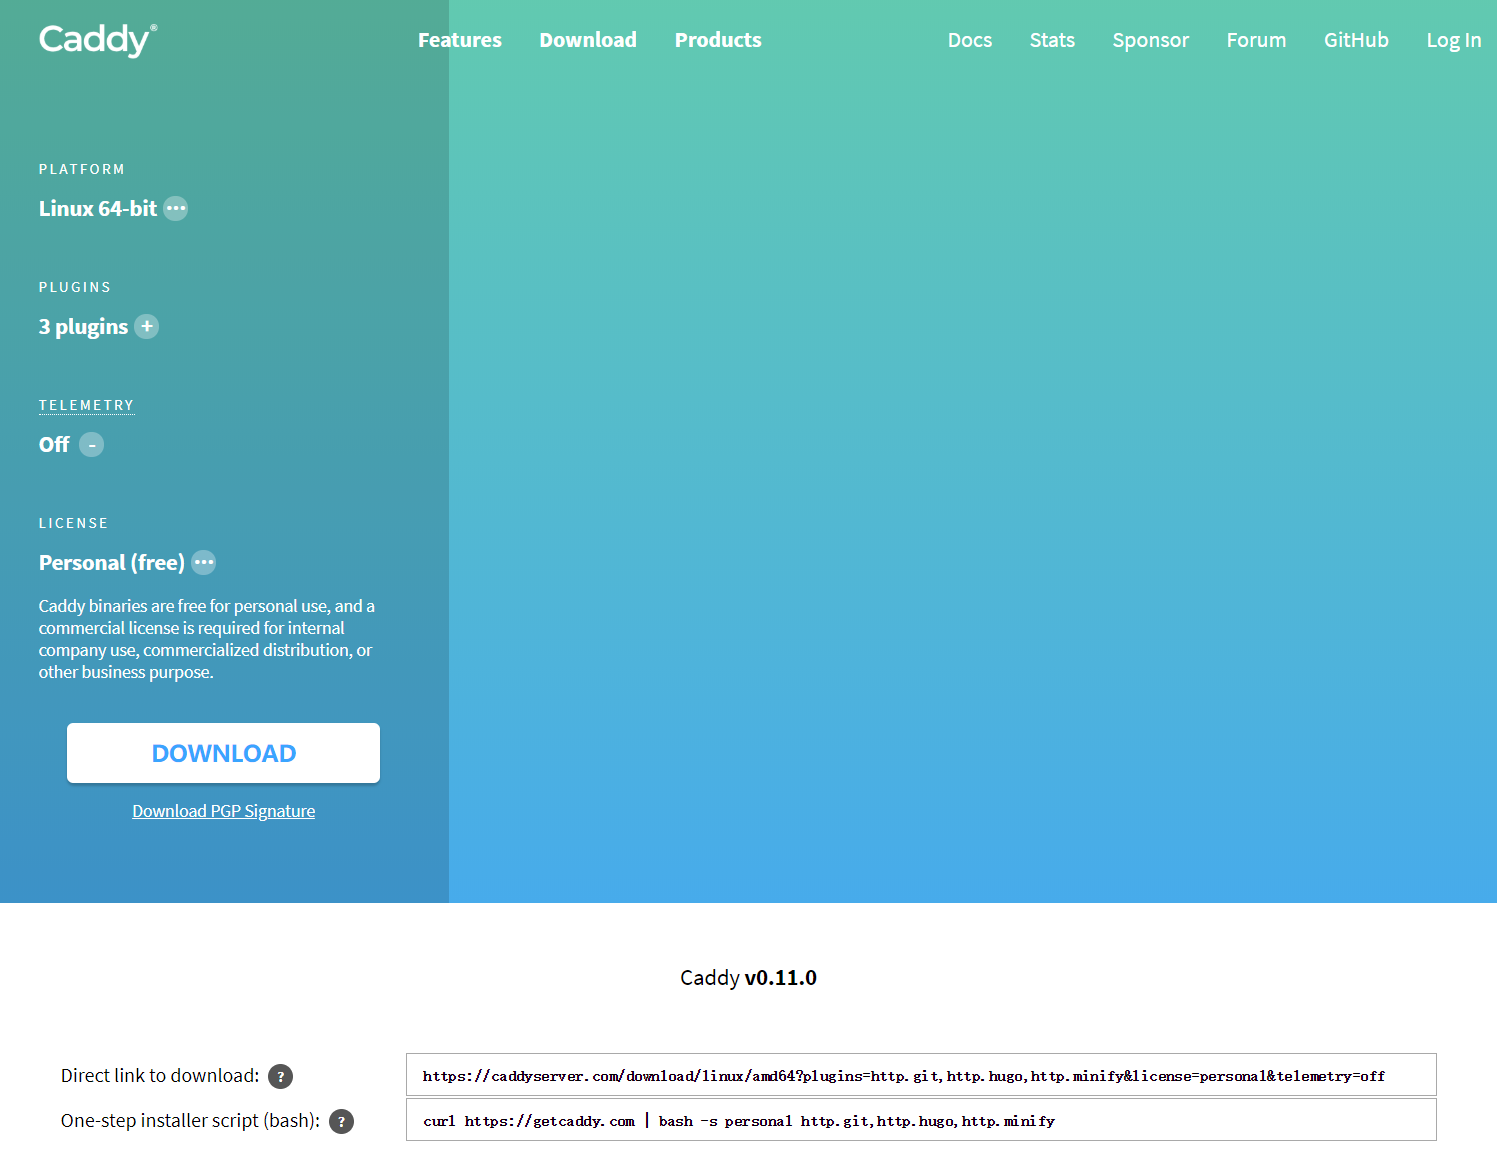 Caddy®
Features Download Products Docs Stats Sponsor Forum GitHub Log In
PLATFORM
Linux 64-bit •••
PLUGINS
3 plugins +
TELEMETRY
Off -
LICENSE
Personal (free) •••
Caddy binaries are free for personal use, and a
commercial license is required for internal
company use, commercialized distribution, or
other business purpose.
DOWNLOAD
Download PGP Signature
Caddy v0.11.0
Direct link to download: ?
https://caddyserver.com/download/linux/amd64?plugins=http.git,http.hugo,http.minify&license=personal&telemetry=off
One-step installer script (bash): ?
curl https://getcaddy.com | bash -s personal http.git,http.hugo,http.minify